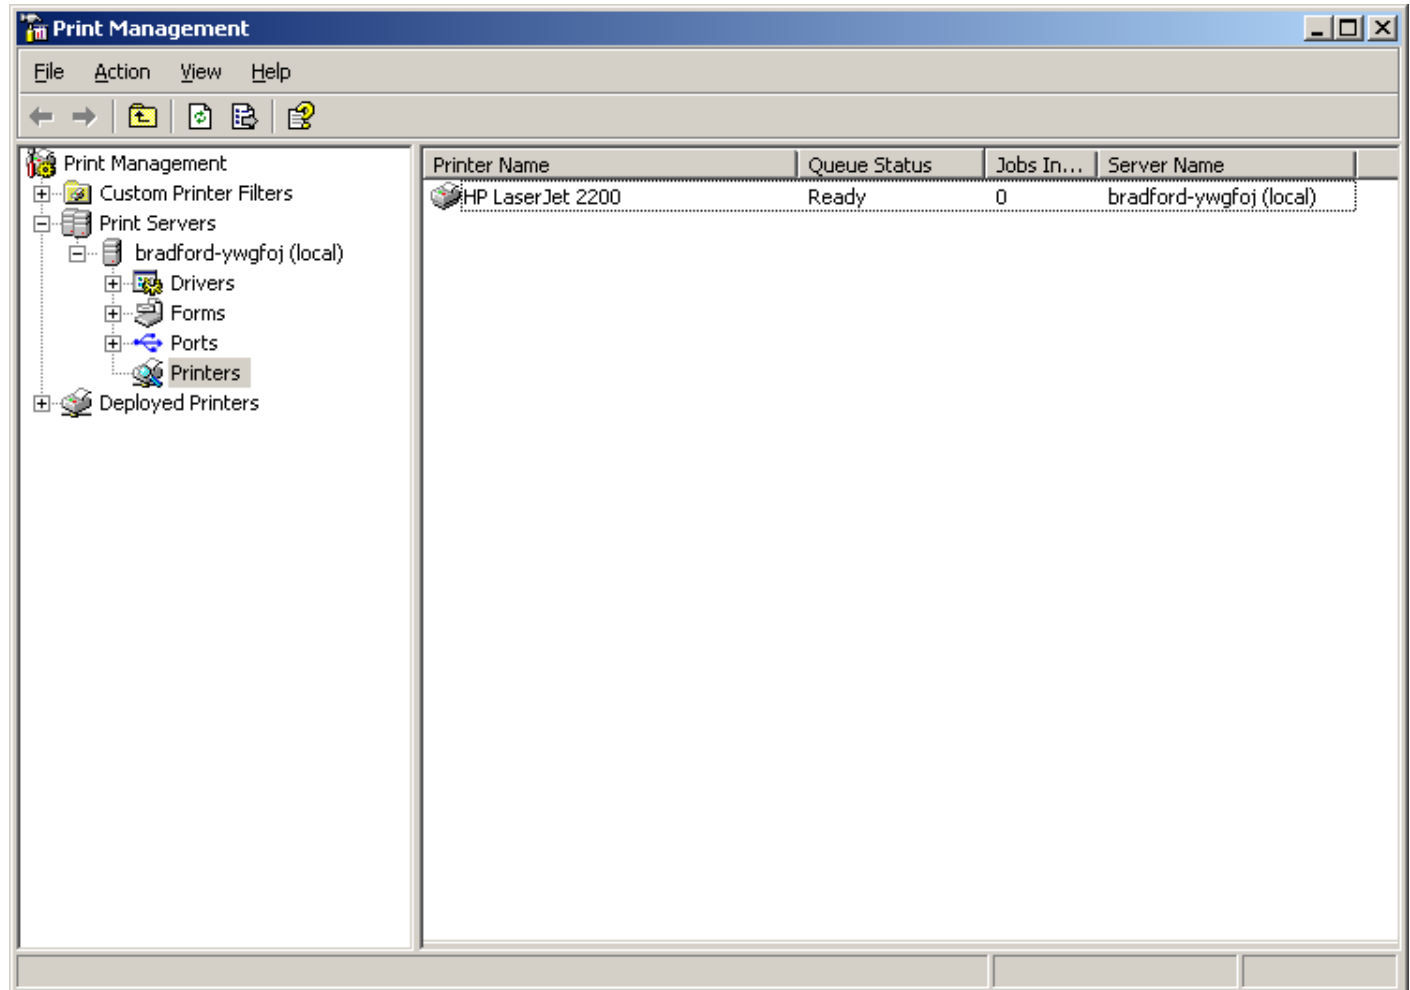 Print Management
File Action View Help
Print Management
Custom Printer Filters
Print Servers
bradford-ywgfoj (local)
Drivers
Forms
Ports
Printers
Deployed Printers
Printer Name Queue Status Jobs In... Server Name
HP LaserJet 2200 Ready 0 bradford-ywgfoj (local)